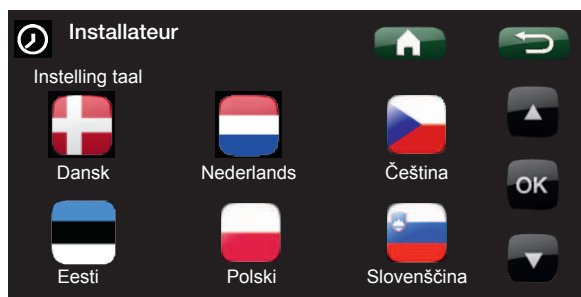 Installateur
Instelling taal
Dansk Nederlands Čeština
OK
Eesti Polski Slovenščina